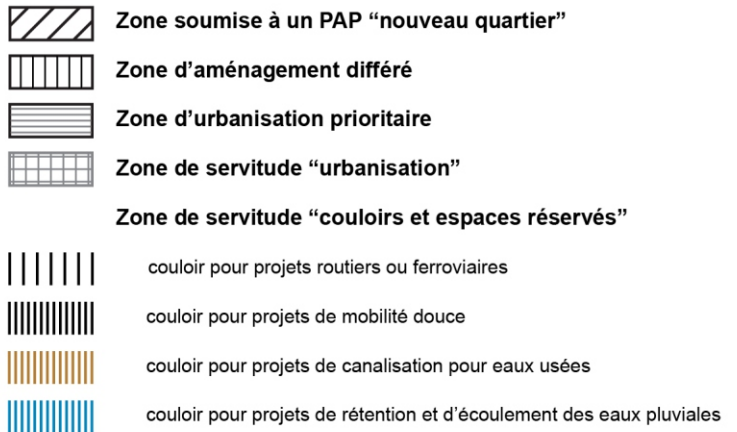 Zone soumise à un PAP “nouveau quartier”
Zone d’aménagement différé
Zone d’urbanisation prioritaire
Zone de servitude “urbanisation”
Zone de servitude “couloirs et espaces réservés”
couloir pour projets routiers ou ferroviaires
couloir pour projets de mobilité douce
couloir pour projets de canalisation pour eaux usées
couloir pour projets de rétention et d’écoulement des eaux pluviales